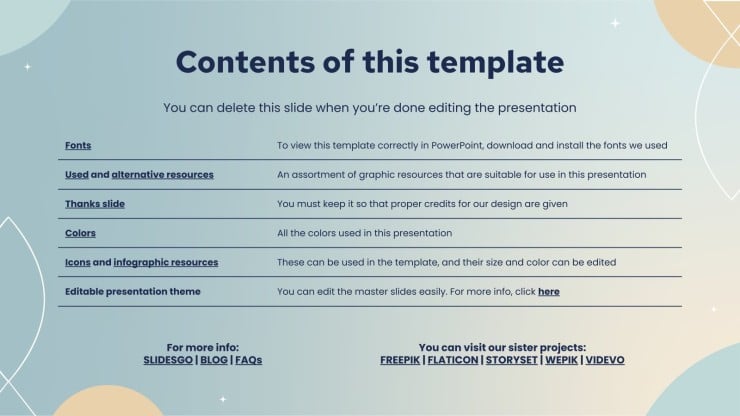 Contents of this template
You can delete this slide when you’re done editing the presentation
Fonts To view this template correctly in PowerPoint, download and install the fonts we used
Used and alternative resources An assortment of graphic resources that are suitable for use in this presentation
Thanks slide You must keep it so that proper credits for our design are given
Colors All the colors used in this presentation
Icons and infographic resources These can be used in the template, and their size and color can be edited
Editable presentation theme You can edit the master slides easily. For more info, click here
For more info:
SLIDESGO | BLOG | FAQs
You can visit our sister projects:
FREEPIK | FLATICON | STORYSET | WEPIK | VIDEVO